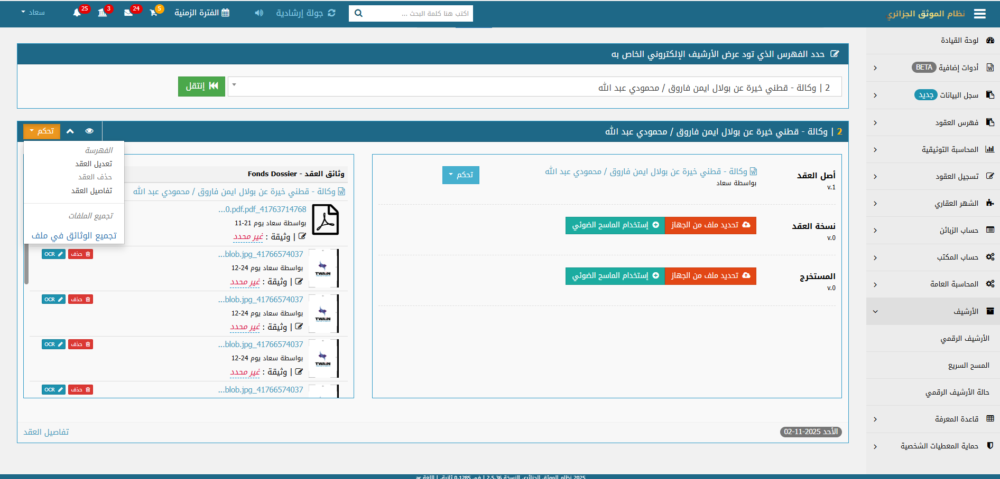 نظام الموثق الجزائري
اكتب هنا كلمة البحث ...
جولة إرشادية
الفترة الزمنية
5
24
3
25
سعاد
لوحة القيادة
أدوات إضافية BETA
سجل البيانات جديد
فهرس العقود
المحاسبة التوثيقية
تسجيل العقود
الشهر العقاري
حساب الزبائن
حساب المكتب
المحاسبة العامة
الأرشيف
الأرشيف الرقمي
المسح السريع
حالة الأرشيف الرقمي
قاعدة المعرفة
حماية المعطيات الشخصية
حدد الفهرس الذي تود عرض الأرشيف الإلكتروني الخاص به
2 | وكالة - قطني خيرة عن بولال ايمن فاروق / محمودي عبد الله
إنتقل
2 | وكالة - قطني خيرة عن بولال ايمن فاروق / محمودي عبد الله
تحكم
الفهرسة
تعديل العقد
حذف العقد
تفاصيل العقد
تجميع الملفات
تجميع الوثائق في ملف
أصل العقد
v.1
وكالة - قطني خيرة عن بولال ايمن فاروق / محمودي عبد الله
بواسطة سعاد
تحكم
نسخة العقد
v.0
تحديد ملف من الجهاز
إستخدام الماسح الضوئي
المستخرج
v.0
تحديد ملف من الجهاز
إستخدام الماسح الضوئي
وثائق العقد - Fonds Dossier
وكالة - قطني خيرة عن بولال ايمن فاروق / محمودي عبد الله
...0.pdf.pdf_41763714768
بواسطة سعاد يوم 21-11
| وثيقة : غير محدد
TWAIN
...blob.jpg_41766574037
حذف
OCR
بواسطة سعاد يوم 24-12
| وثيقة : غير محدد
TWAIN
...blob.jpg_41766574037
حذف
OCR
بواسطة سعاد يوم 24-12
| وثيقة : غير محدد
TWAIN
...blob.jpg_41766574037
حذف
OCR
بواسطة سعاد يوم 24-12
| وثيقة : غير محدد
...blob.jpg_41766574037
حذف
OCR
الأحد 2025-11-02
تفاصيل العقد
2025 نظام الموثق الجزائري النسخة 2.5.36 | في 0.1285 ثانية. | اللغة ar